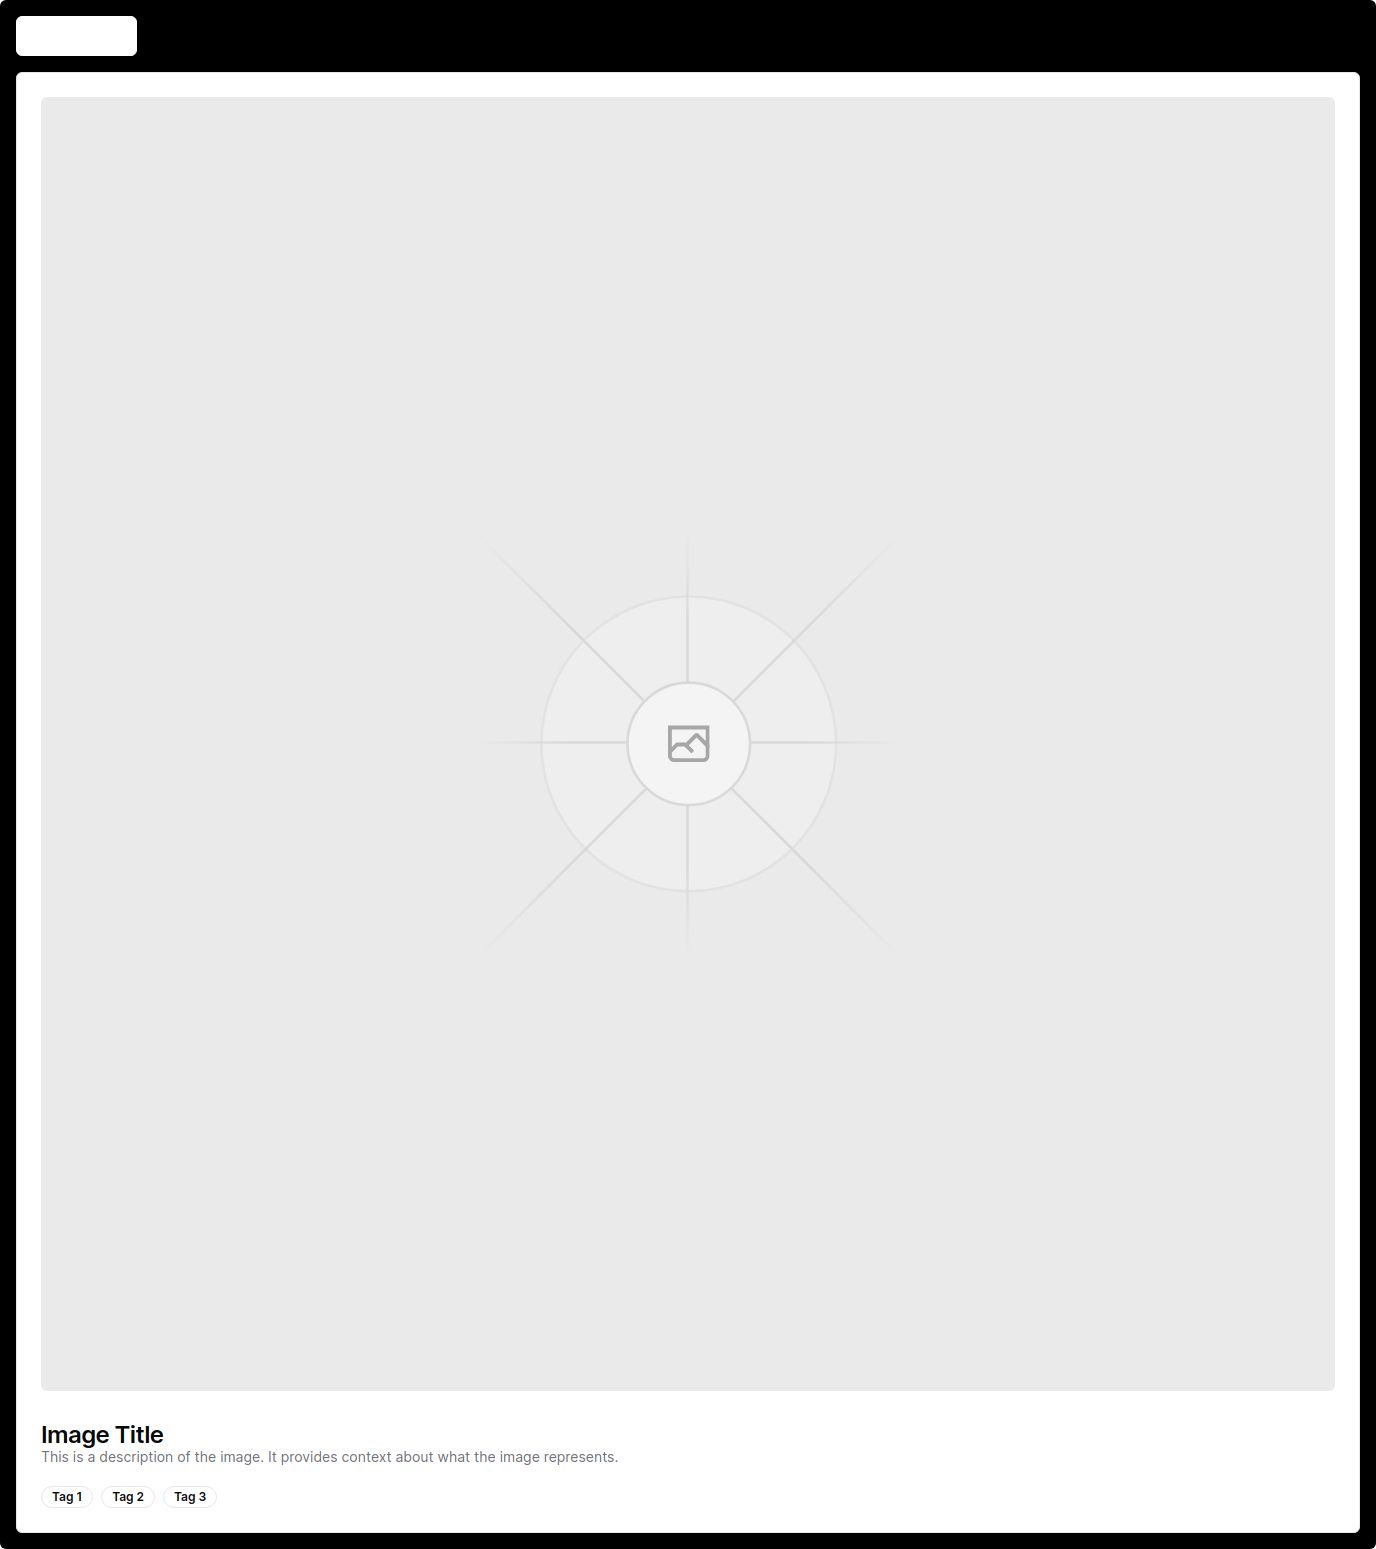 Image Title
This is a description of the image. It provides context about what the image represents.
Tag 1 Tag 2 Tag 3